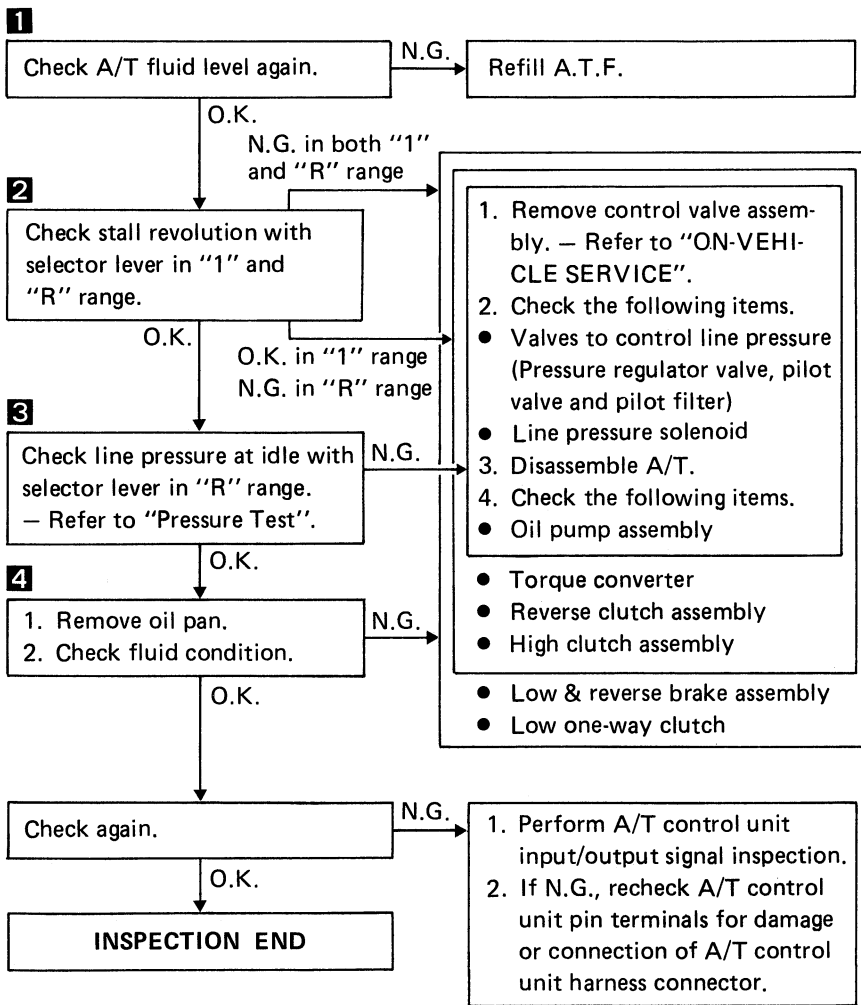 1
Check A/T fluid level again.
N.G.
Refill A.T.F.
O.K.
N.G. in both “1”
and “R” range
2
Check stall revolution with
selector lever in “1” and
“R” range.
O.K.
O.K. in “1” range
N.G. in “R” range
3
Check line pressure at idle with
selector lever in “R” range.
— Refer to “Pressure Test”.
N.G.
O.K.
4
1. Remove oil pan.
2. Check fluid condition.
N.G.
O.K.
1. Remove control valve assem-
bly. — Refer to “ON-VEHI-
CLE SERVICE”.
2. Check the following items.
● Valves to control line pressure
(Pressure regulator valve, pilot
valve and pilot filter)
● Line pressure solenoid
3. Disassemble A/T.
4. Check the following items.
● Oil pump assembly
● Torque converter
● Reverse clutch assembly
● High clutch assembly
● Low & reverse brake assembly
● Low one-way clutch
Check again.
N.G.
O.K.
1. Perform A/T control unit
input/output signal inspection.
2. If N.G., recheck A/T control
unit pin terminals for damage
or connection of A/T control
unit harness connector.
INSPECTION END